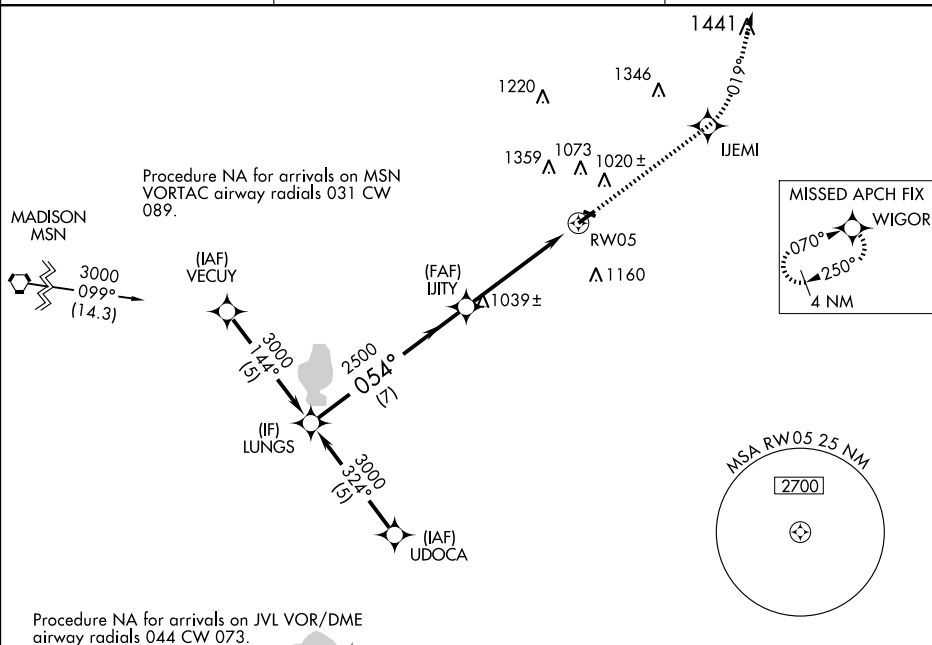 1441
019°
1346
1220
IJEMI
1359
1073
1020 ±
Procedure NA for arrivals on MSN
VORTAC airway radials 031 CW
089.
MISSED APCH FIX
WIGOR
070°
250°
4 NM
MADISON
MSN
3000
099°
(14.3)
RW05
(IAF)
VECUY
(FAF)
IJITY
1160
1039 ±
3000
144°
(5)
2500
054°
(7)
(IF)
LUNGS
3000
324°
(5)
MSA RW05 25 NM
2700
(IAF)
UDOCA
Procedure NA for arrivals on JVL VOR/DME
airway radials 044 CW 073.